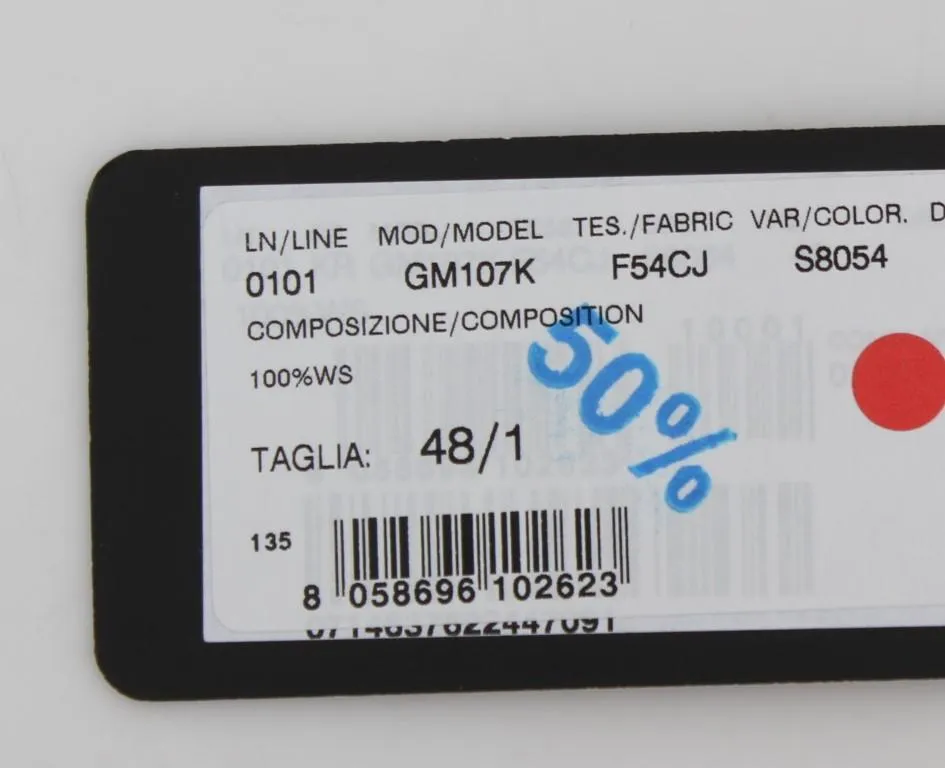 LN/LINE MOD/MODEL TES./FABRIC VAR/COLOR. D
0101 GM107K F54CJ S8054
COMPOSIZIONE/COMPOSITION
100%WS
50%
TAGLIA: 48/1
135
8 058696 102623